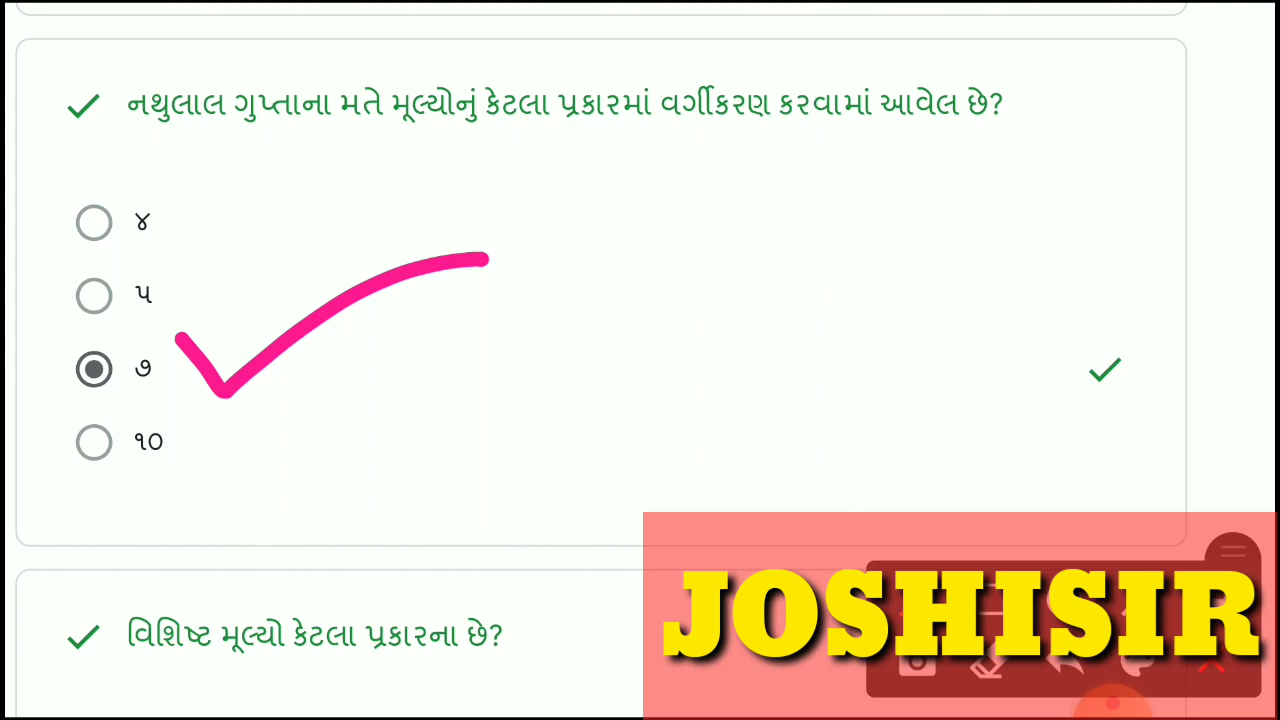 નથુલાલ ગુપ્તાના મતે મૂલ્યોનું કેટલા પ્રકારમાં વર્ગીકરણ કરવામાં આવેલ છે?
૪
૫
૭
૧૦
વિશિષ્ટ મૂલ્યો કેટલા પ્રકારના છે?
JOSHISIR